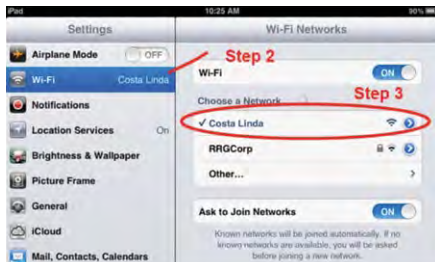 iPad 10:25 AM 90%
Settings
Airplane Mode OFF
Wi-Fi Costa Linda
Notifications
Location Services On
Brightness & Wallpaper
Picture Frame
General
iCloud
Mail, Contacts, Calendars
Step 2
Wi-Fi Networks
Wi-Fi ON
Step 3
Choose a Network
✓ Costa Linda
RRGCorp
Other...
Ask to Join Networks ON
Known networks will be joined automatically. If no
known networks are available, you will be asked
before joining a new network.